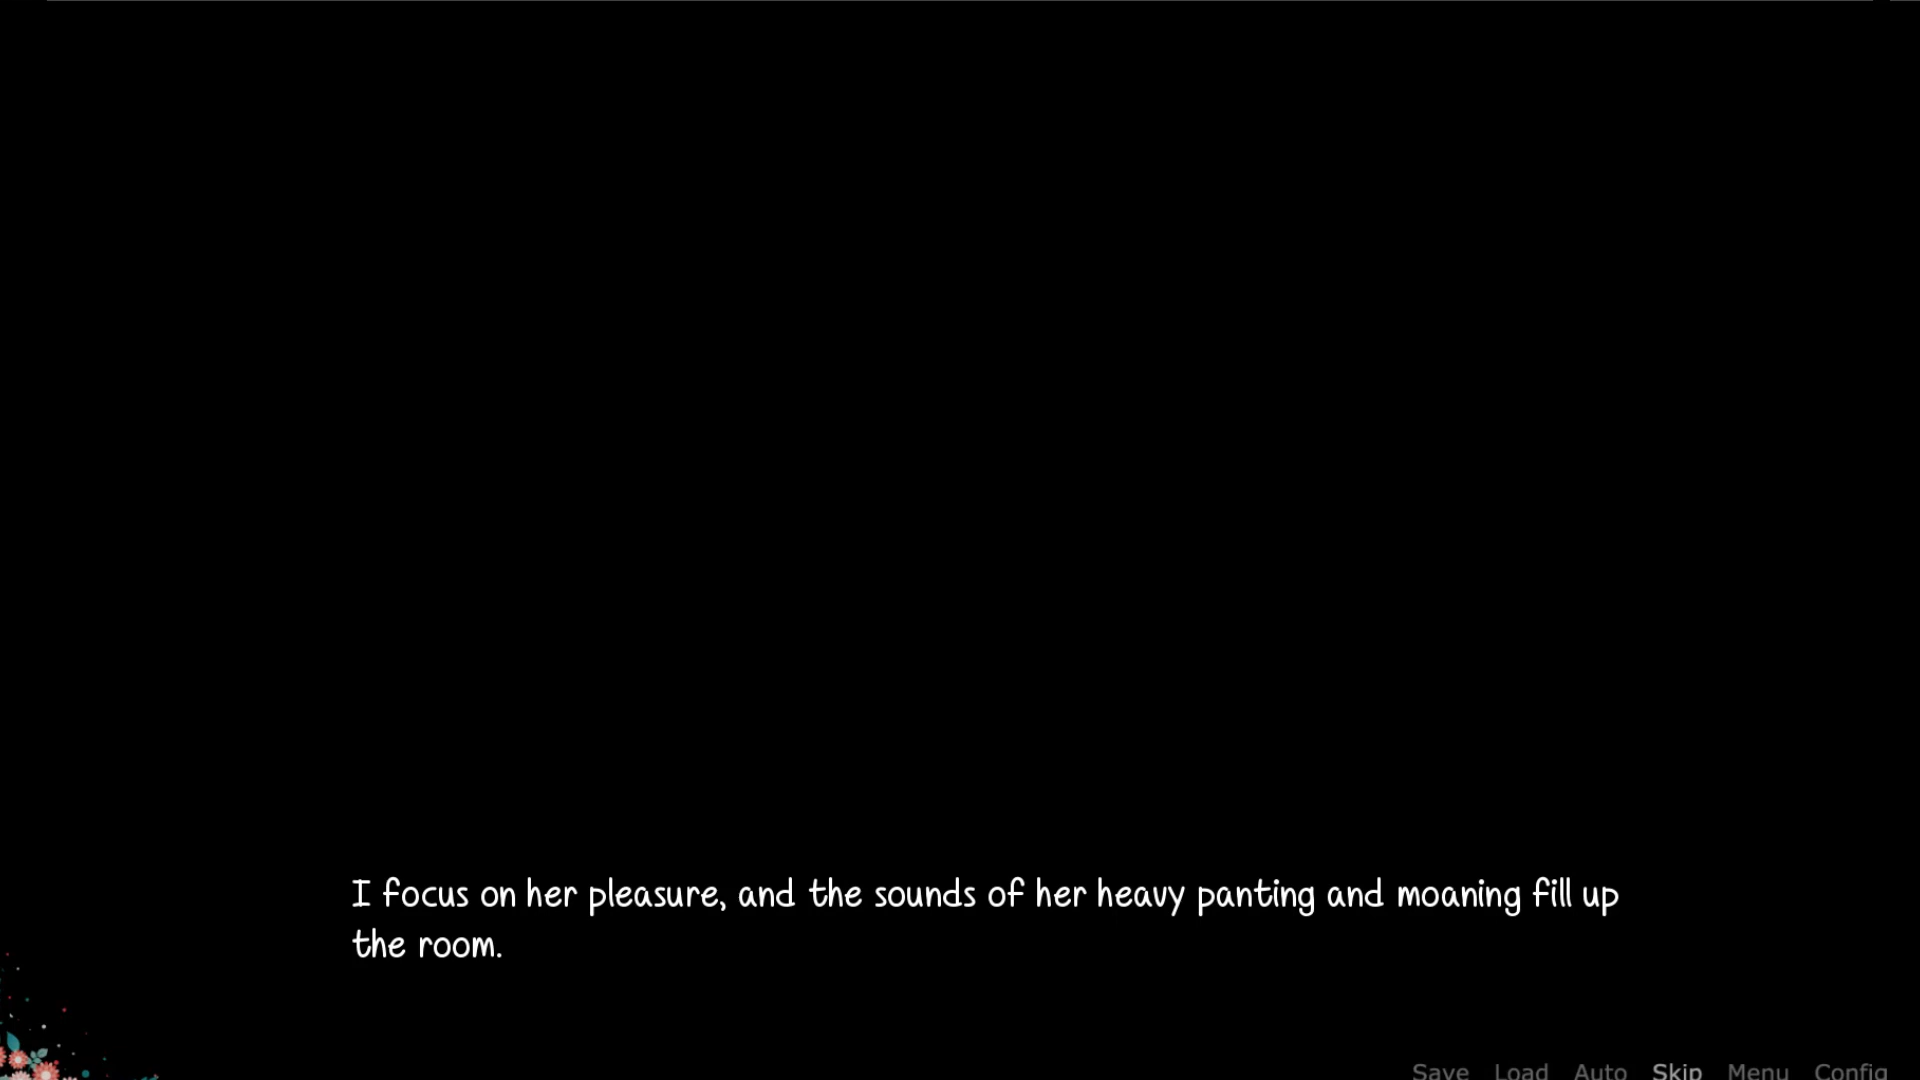 I focus on her pleasure, and the sounds of her heavy panting and moaning fill up
the room.
Save Load Auto Skip Menu Config